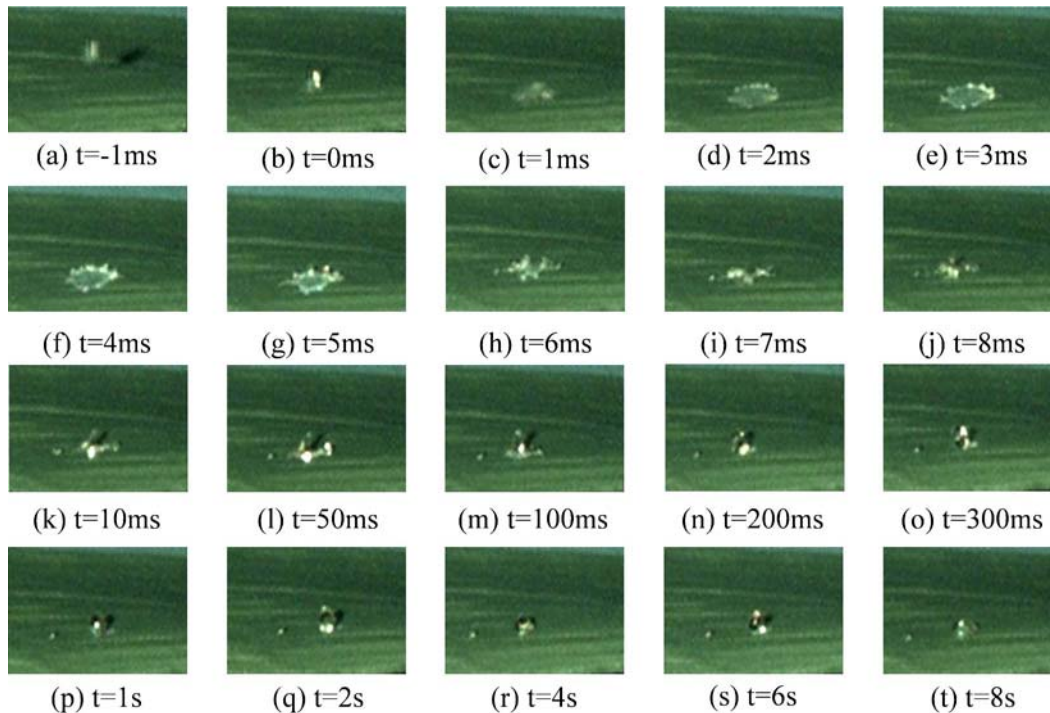 (a) t=-1ms (b) t=0ms (c) t=1ms (d) t=2ms (e) t=3ms
(f) t=4ms (g) t=5ms (h) t=6ms (i) t=7ms (j) t=8ms
(k) t=10ms (l) t=50ms (m) t=100ms (n) t=200ms (o) t=300ms
(p) t=1s (q) t=2s (r) t=4s (s) t=6s (t) t=8s